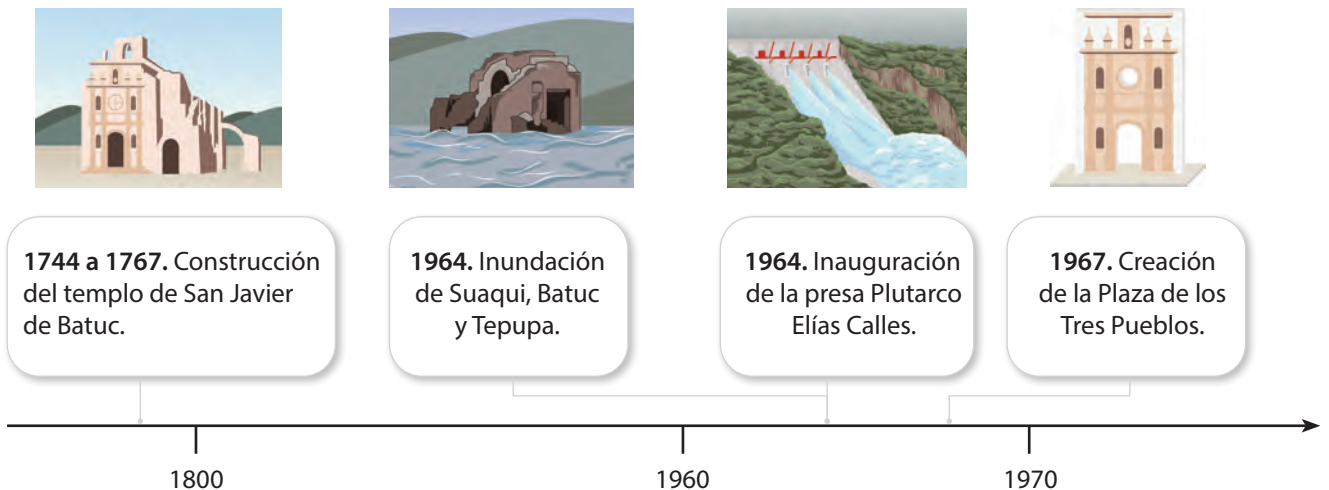 1744 a 1767. Construcción
del templo de San Javier
de Batuc.
1964. Inundación
de Suaqui, Batuc
y Tepupa.
1964. Inauguración
de la presa Plutarco
Elías Calles.
1967. Creación
de la Plaza de los
Tres Pueblos.
1800
1960
1970